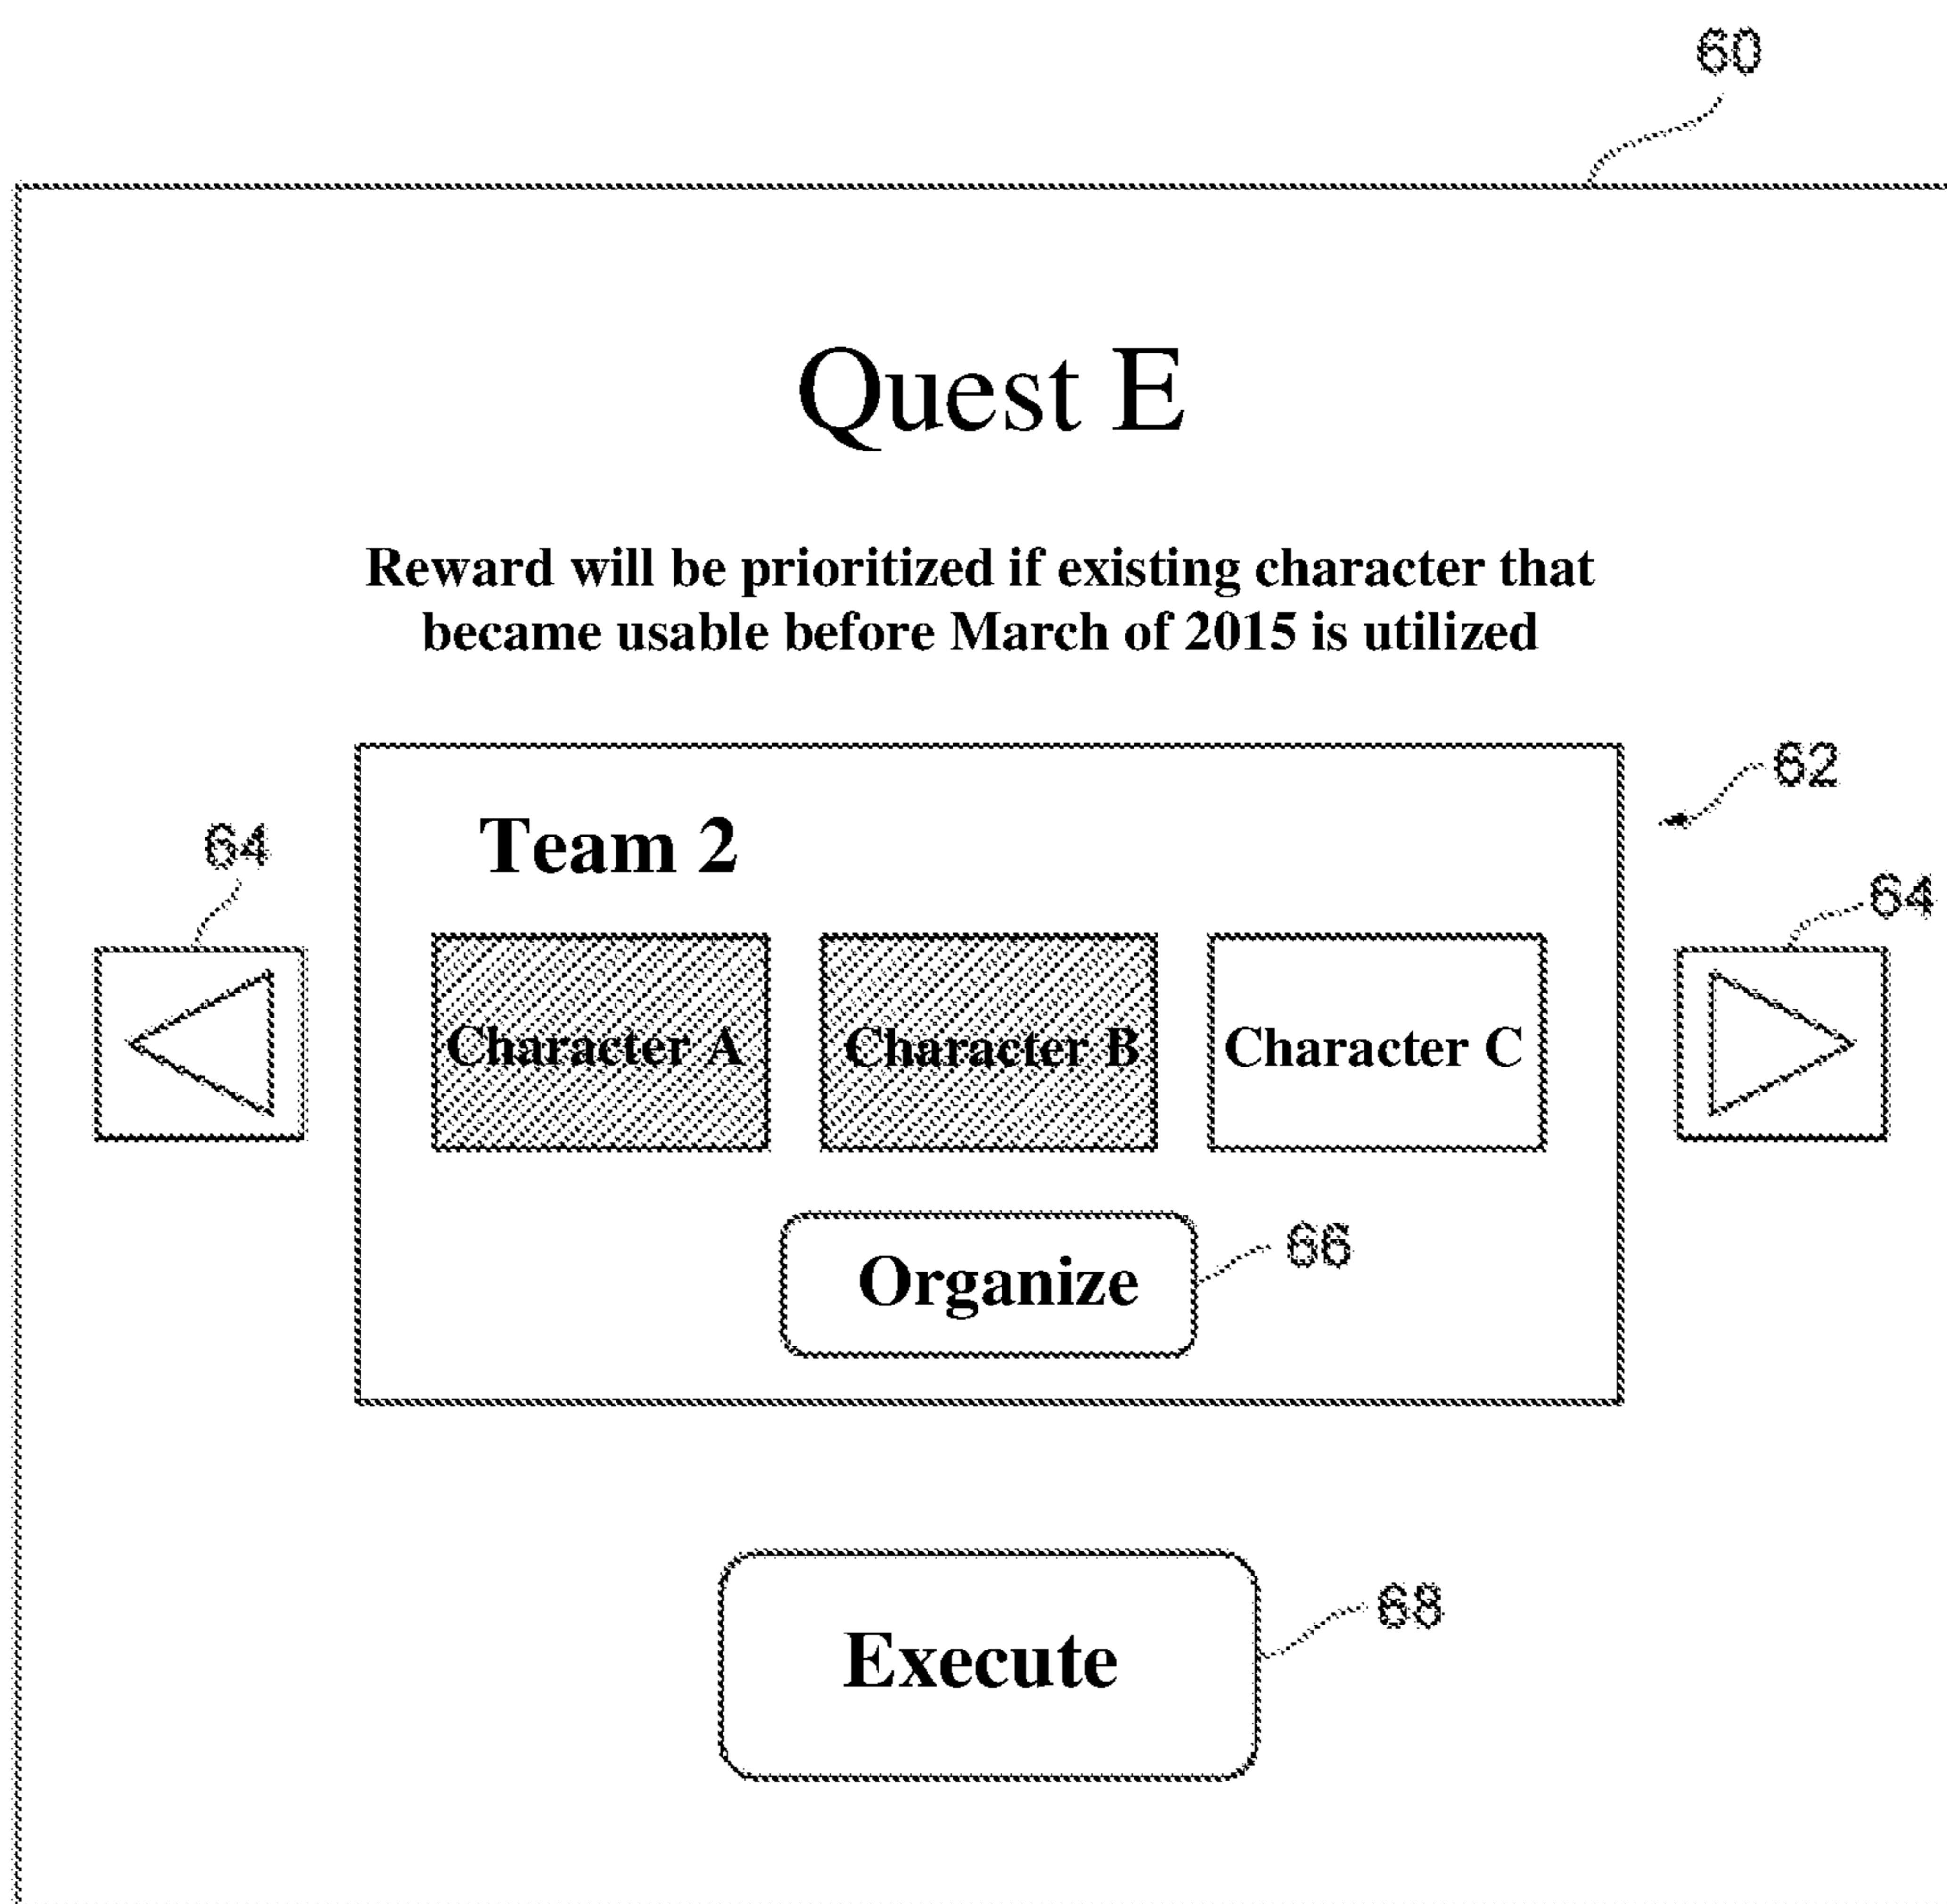 60
Quest E
Reward will be prioritized if existing character that
became usable before March of 2015 is utilized
62
Team 2
64
64
Character A
Character B
Character C
Organize
66
Execute
68